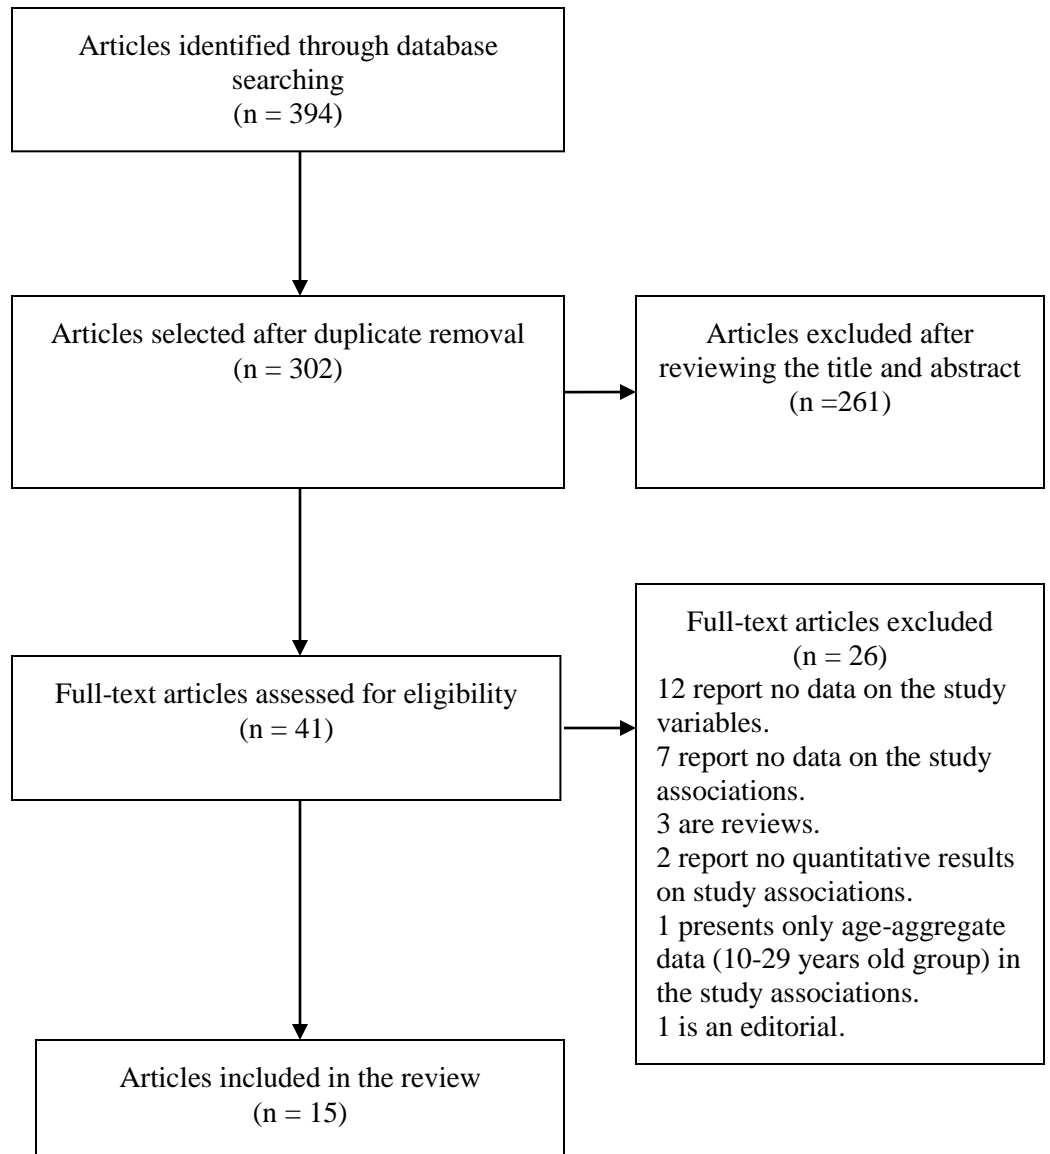 Articles identified through database
searching
(n = 394)
Articles selected after duplicate removal
(n = 302)
Articles excluded after
reviewing the title and abstract
(n =261)
Full-text articles assessed for eligibility
(n = 41)
Full-text articles excluded
(n = 26)
12 report no data on the study
variables.
7 report no data on the study
associations.
3 are reviews.
2 report no quantitative results
on study associations.
1 presents only age-aggregate
data (10-29 years old group) in
the study associations.
1 is an editorial.
Articles included in the review
(n = 15)